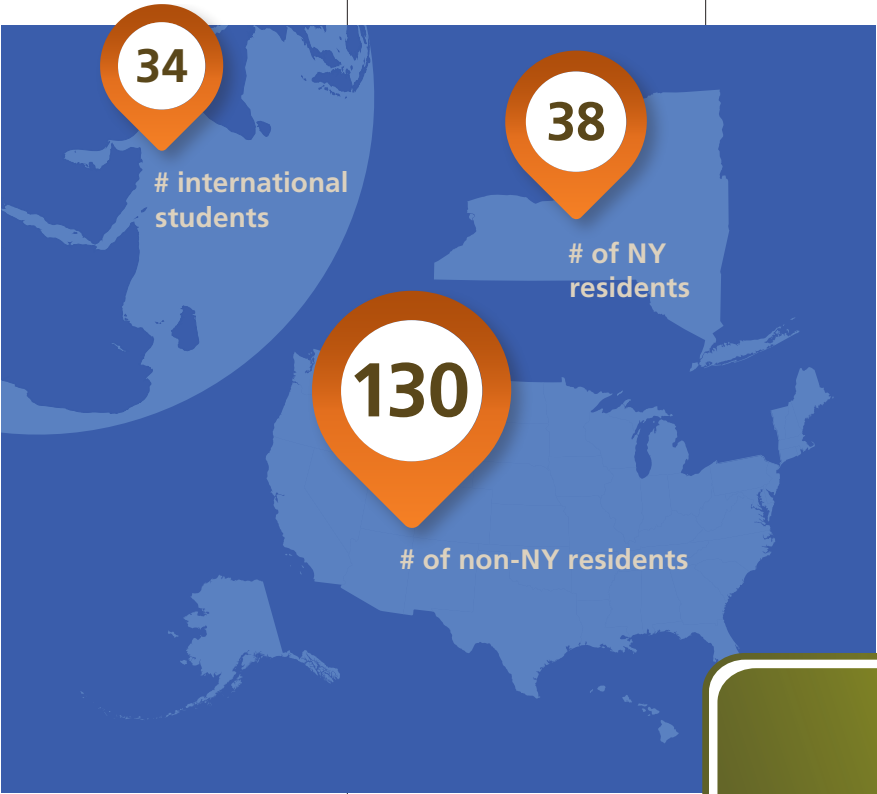 34
# international
students
38
# of NY
residents
130
# of non-NY residents